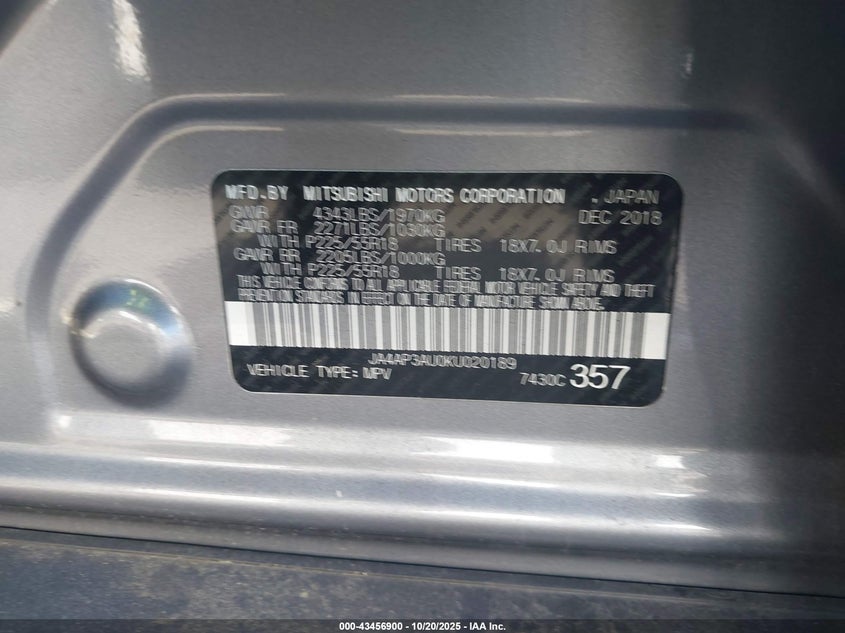 MFD.BY MITSUBISHI MOTORS CORPORATION , JAPAN
GVWR 4343LBS/1970KG DEC 2018
GAWR FR 2271LBS/1030KG
WITH P225/55R18 TIRES 18X7.0J RIMS
GAWR RR 2205LBS/1000KG
WITH P225/55R18 TIRES 18X7.0J RIMS
THIS VEHICLE CONFORMS TO ALL APPLICABLE FEDERAL MOTOR VEHICLE SAFETY AND THEFT
PREVENTION STANDARDS IN EFFECT ON THE DATE OF MANUFACTURE SHOWN ABOVE.
JA4AP3AU0KU020189
VEHICLE TYPE: MPV 7430C 357
000-43456900 - 10/20/2025 - IAA Inc.